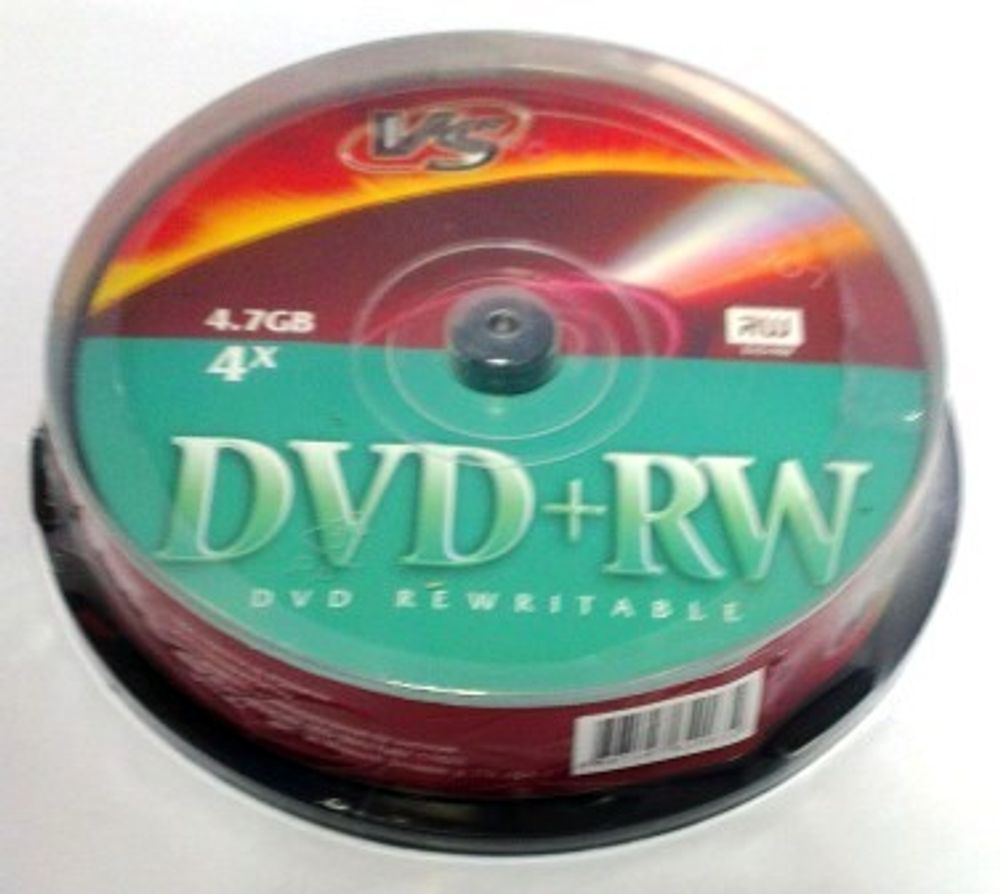 VS
4.7GB
4X
RW
DVD+RW
DVD REWRITABLE